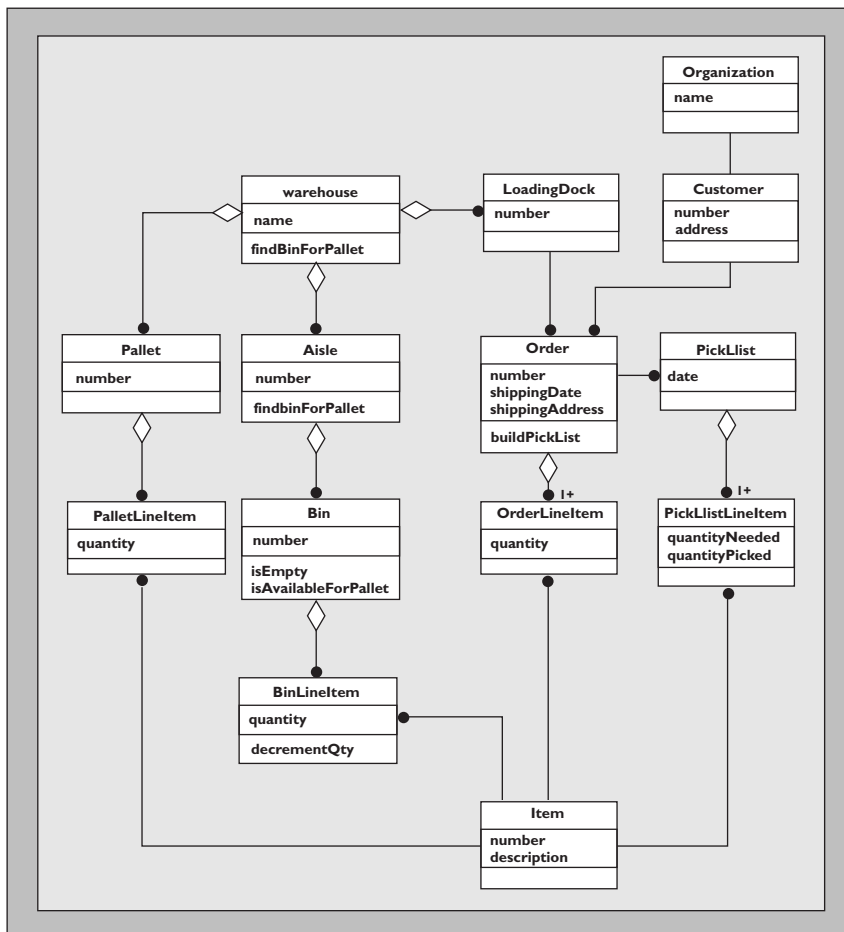 Organization
name
warehouse
name
findBinForPallet
LoadingDock
number
Customer
number
address
Pallet
number
Aisle
number
findbinForPallet
Order
number
shippingDate
shippingAddress
buildPickList
PickLlist
date
1+
1+
PalletLineItem
quantity
Bin
number
isEmpty
isAvailableForPallet
OrderLineItem
quantity
PickLlistLineItem
quantityNeeded
quantityPicked
BinLineItem
quantity
decrementQty
Item
number
description